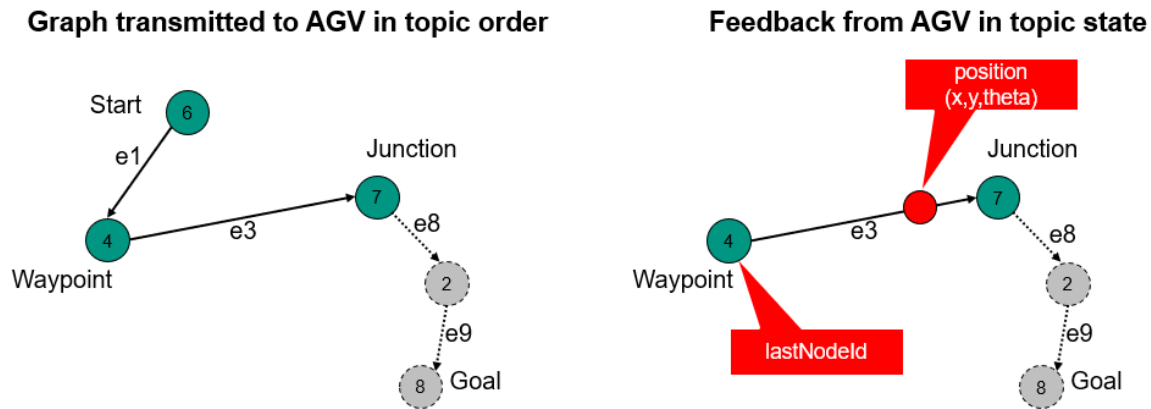 Graph transmitted to AGV in topic order
Start
6
e1
Junction
7
4
e3
e8
Waypoint
2
e9
8
Goal
Feedback from AGV in topic state
position
(x,y,theta)
Junction
7
4
e3
e8
Waypoint
2
lastNodeId
e9
8
Goal